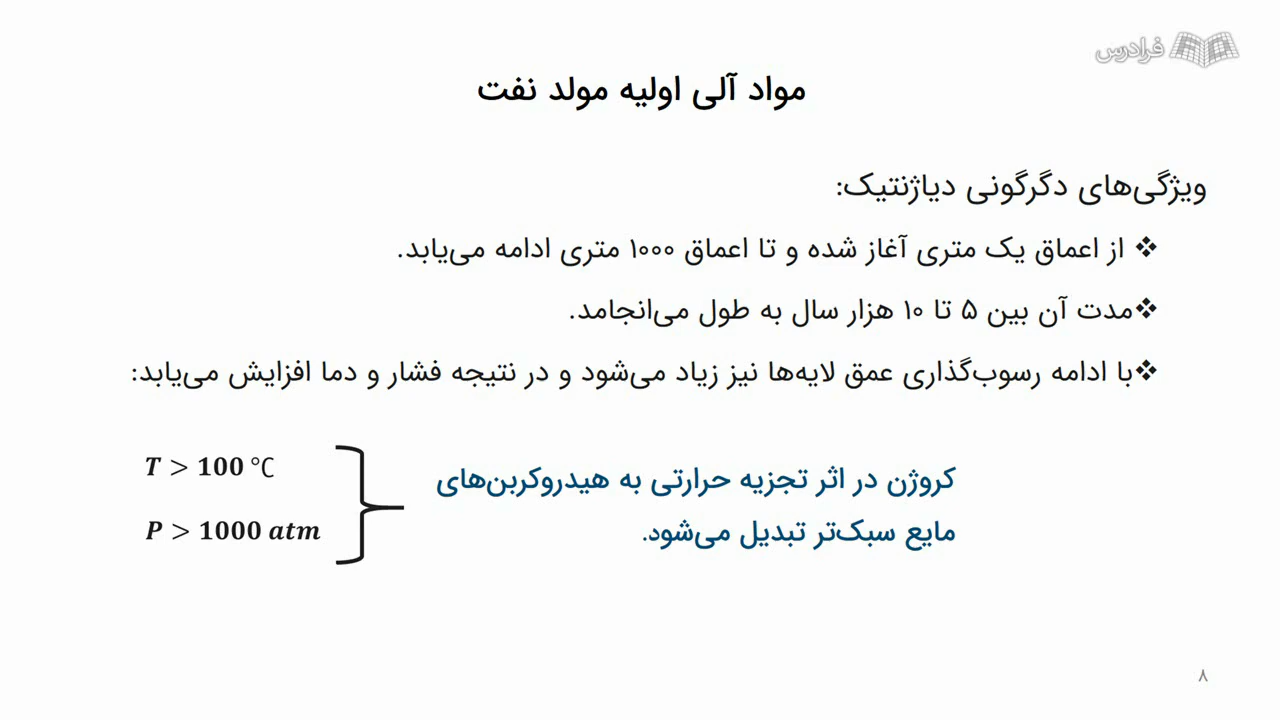 فرادرس
مواد آلی اولیه مولد نفت
ویژگی‌های دگرگونی دیاژنتیک:
❖ از اعماق یک متری آغاز شده و تا اعماق ۱۰۰۰ متری ادامه می‌یابد.
❖مدت آن بین ۵ تا ۱۰ هزار سال به طول می‌انجامد.
❖با ادامه رسوب‌گذاری عمق لایه‌ها نیز زیاد می‌شود و در نتیجه فشار و دما افزایش می‌یابد:
T > 100 °C
P > 1000 atm
کروژن در اثر تجزیه حرارتی به هیدروکربن‌های
مایع سبک‌تر تبدیل می‌شود.
۸